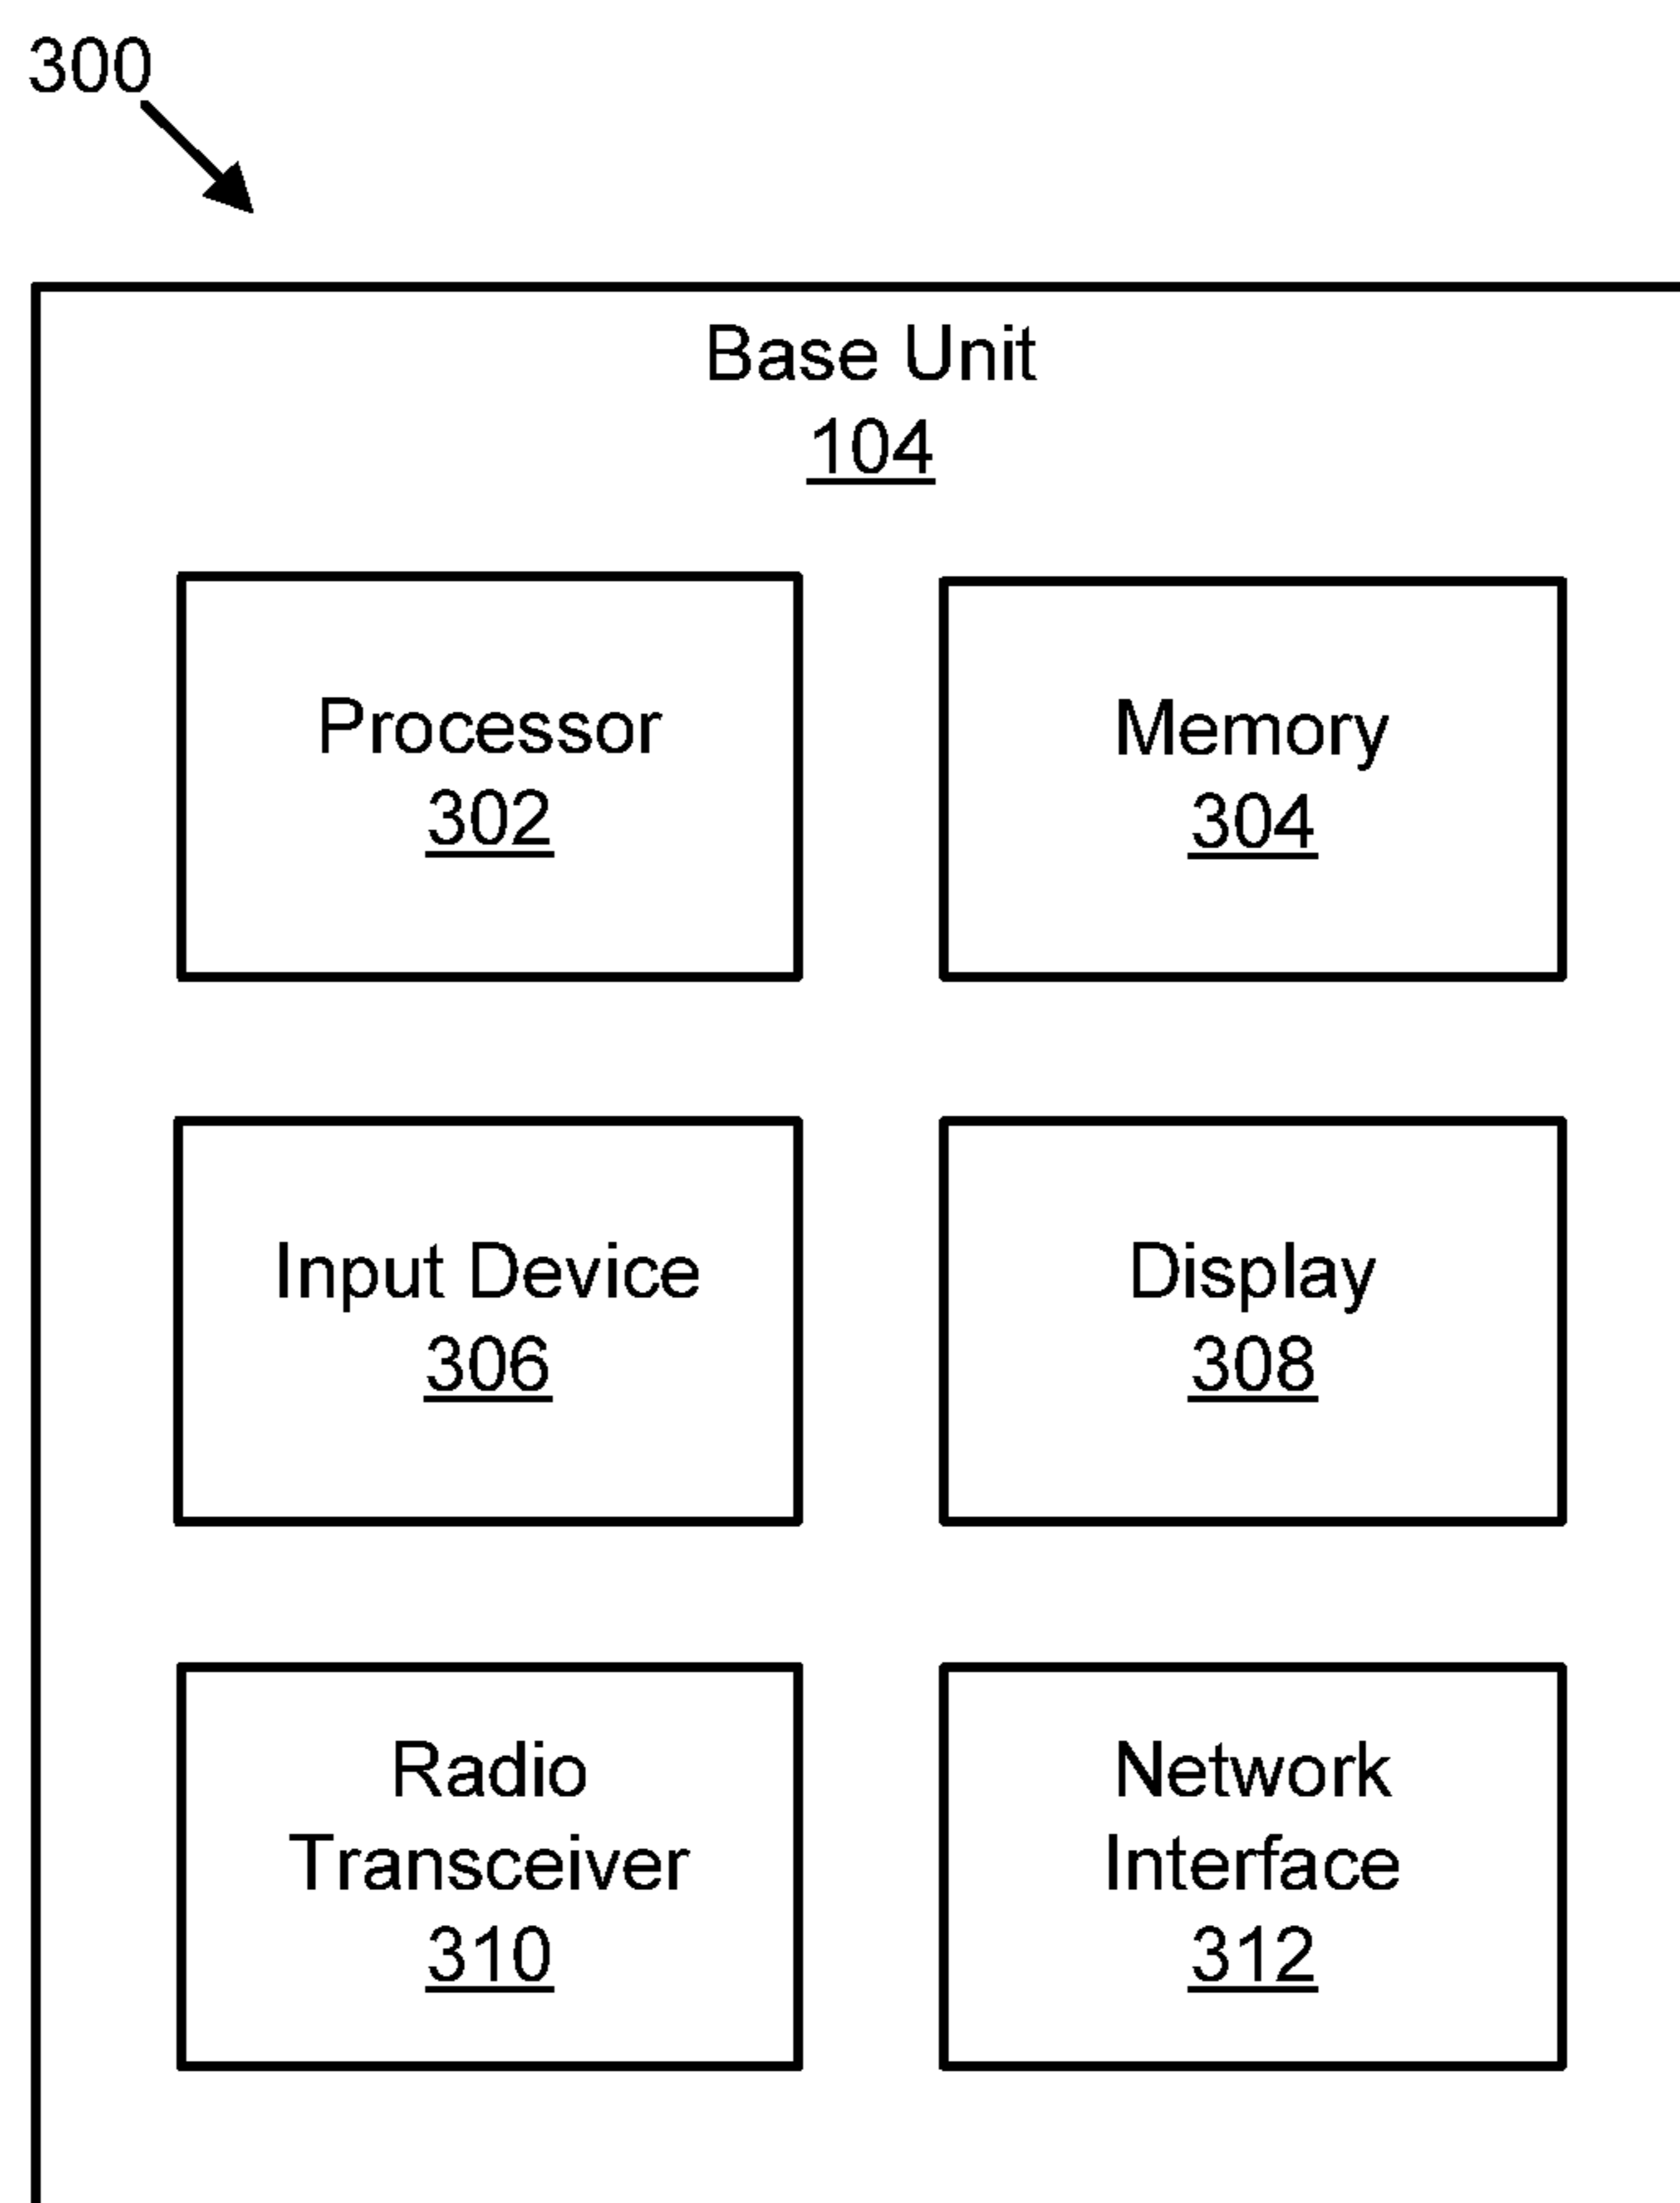 300
Base Unit
104
Processor
302
Memory
304
Input Device
306
Display
308
Radio
Transceiver
310
Network
Interface
312